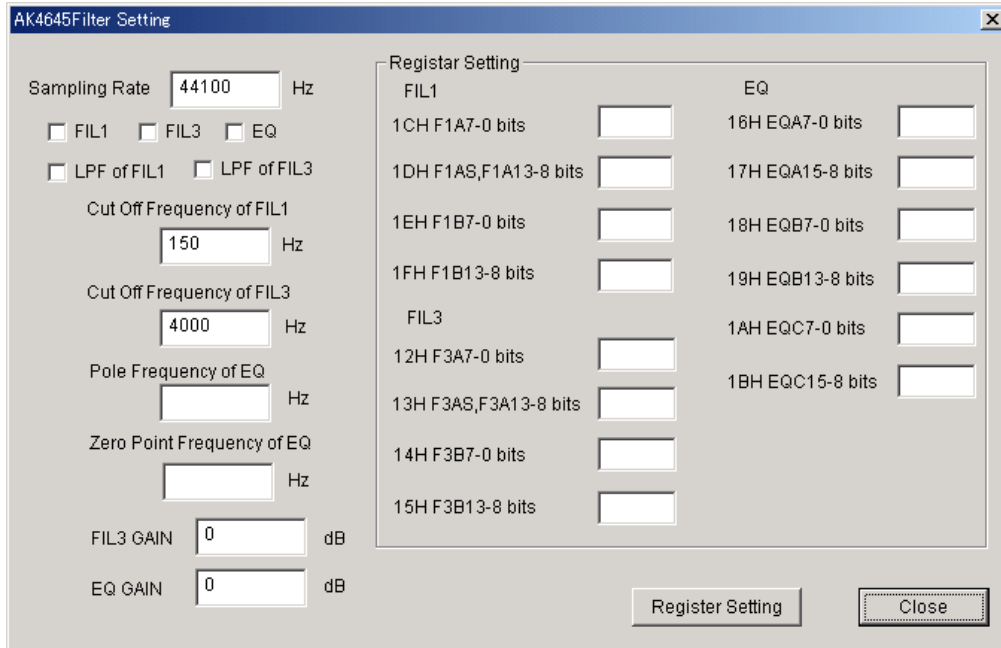 AK4645Filter Setting
Sampling Rate 44100 Hz
FIL1 FIL3 EQ
LPF of FIL1 LPF of FIL3
Cut Off Frequency of FIL1
150 Hz
Cut Off Frequency of FIL3
4000 Hz
Pole Frequency of EQ
Hz
Zero Point Frequency of EQ
Hz
FIL3 GAIN 0 dB
EQ GAIN 0 dB
Registar Setting
FIL1
1CH F1A7-0 bits
1DH F1AS,F1A13-8 bits
1EH F1B7-0 bits
1FH F1B13-8 bits
FIL3
12H F3A7-0 bits
13H F3AS,F3A13-8 bits
14H F3B7-0 bits
15H F3B13-8 bits
EQ
16H EQA7-0 bits
17H EQA15-8 bits
18H EQB7-0 bits
19H EQB13-8 bits
1AH EQC7-0 bits
1BH EQC15-8 bits
Register Setting
Close